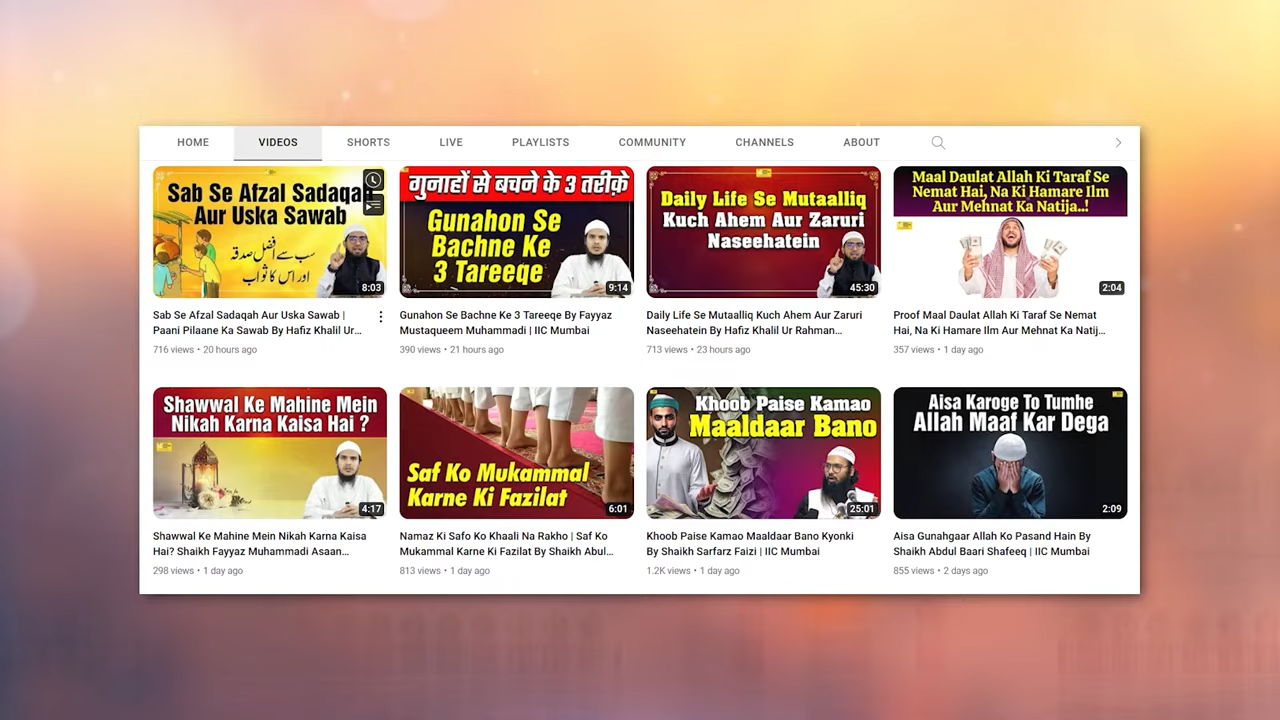 HOME VIDEOS SHORTS LIVE PLAYLISTS COMMUNITY CHANNELS ABOUT
Sab Se Afzal Sadaqah
Aur Uska Sawab
سب سے افضل صدقہ
اور اس کا ثواب
8:03
Sab Se Afzal Sadaqah Aur Uska Sawab |
Paani Pilaane Ka Sawab By Hafiz Khalil Ur...
716 views • 20 hours ago
गुनाहों से बचने के 3 तरीक़े
Gunahon Se
Bachne Ke
3 Tareeqe
9:14
Gunahon Se Bachne Ke 3 Tareeqe By Fayyaz
Mustaqueem Muhammadi | IIC Mumbai
390 views • 21 hours ago
Daily Life Se Mutaalliq
Kuch Ahem Aur Zaruri
Naseehatein
45:30
Daily Life Se Mutaalliq Kuch Ahem Aur Zaruri
Naseehatein By Hafiz Khalil Ur Rahman...
713 views • 23 hours ago
Maal Daulat Allah Ki Taraf Se
Nemat Hai, Na Ki Hamare Ilm
Aur Mehnat Ka Natija..!
2:04
Proof Maal Daulat Allah Ki Taraf Se Nemat
Hai, Na Ki Hamare Ilm Aur Mehnat Ka Natij...
357 views • 1 day ago
Shawwal Ke Mahine Mein
Nikah Karna Kaisa Hai ?
4:17
Shawwal Ke Mahine Mein Nikah Karna Kaisa
Hai? Shaikh Fayyaz Muhammadi Asaan...
298 views • 1 day ago
Saf Ko Mukammal
Karne Ki Fazilat
6:01
Namaz Ki Safo Ko Khaali Na Rakho | Saf Ko
Mukammal Karne Ki Fazilat By Shaikh Abul...
813 views • 1 day ago
Khoob Paise Kamao
Maaldaar Bano
25:01
Khoob Paise Kamao Maaldaar Bano Kyonki
By Shaikh Sarfarz Faizi | IIC Mumbai
1.2K views • 1 day ago
Aisa Karoge To Tumhe
Allah Maaf Kar Dega
2:09
Aisa Gunahgaar Allah Ko Pasand Hain By
Shaikh Abdul Baari Shafeeq | IIC Mumbai
855 views • 2 days ago